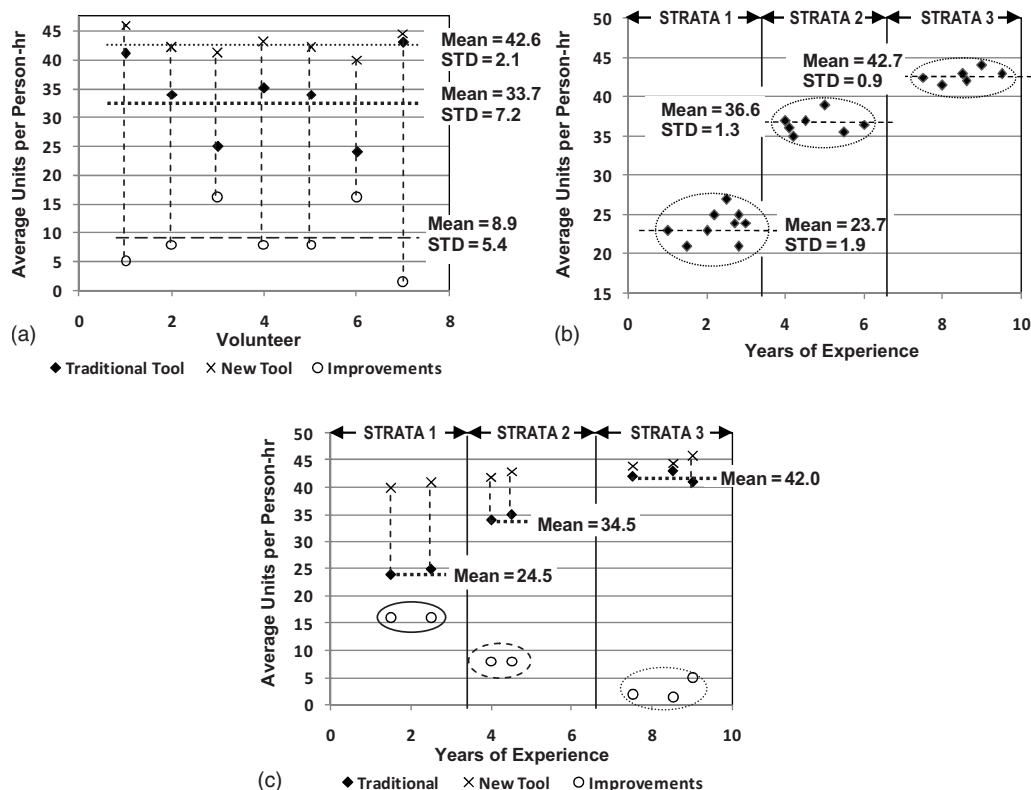 45
40
35
30
25
20
15
10
5
0
Average Units per Person-hr
Mean = 42.6
STD = 2.1
Mean = 33.7
STD = 7.2
Mean = 8.9
STD = 5.4
0 2 4 6 8
Volunteer
(a)
◆ Traditional Tool × New Tool ○ Improvements
50
45
40
35
30
25
20
15
Average Units per Person-hr
STRATA 1 STRATA 2 STRATA 3
Mean = 42.7
STD = 0.9
Mean = 36.6
STD = 1.3
Mean = 23.7
STD = 1.9
0 2 4 6 8 10
(b)
Years of Experience
50
45
40
35
30
25
20
15
10
5
0
Average Units per Person-hr
STRATA 1 STRATA 2 STRATA 3
Mean = 42.0
Mean = 34.5
Mean = 24.5
0 2 4 6 8 10
Years of Experience
(c)
◆ Traditional × New Tool ○ Improvements